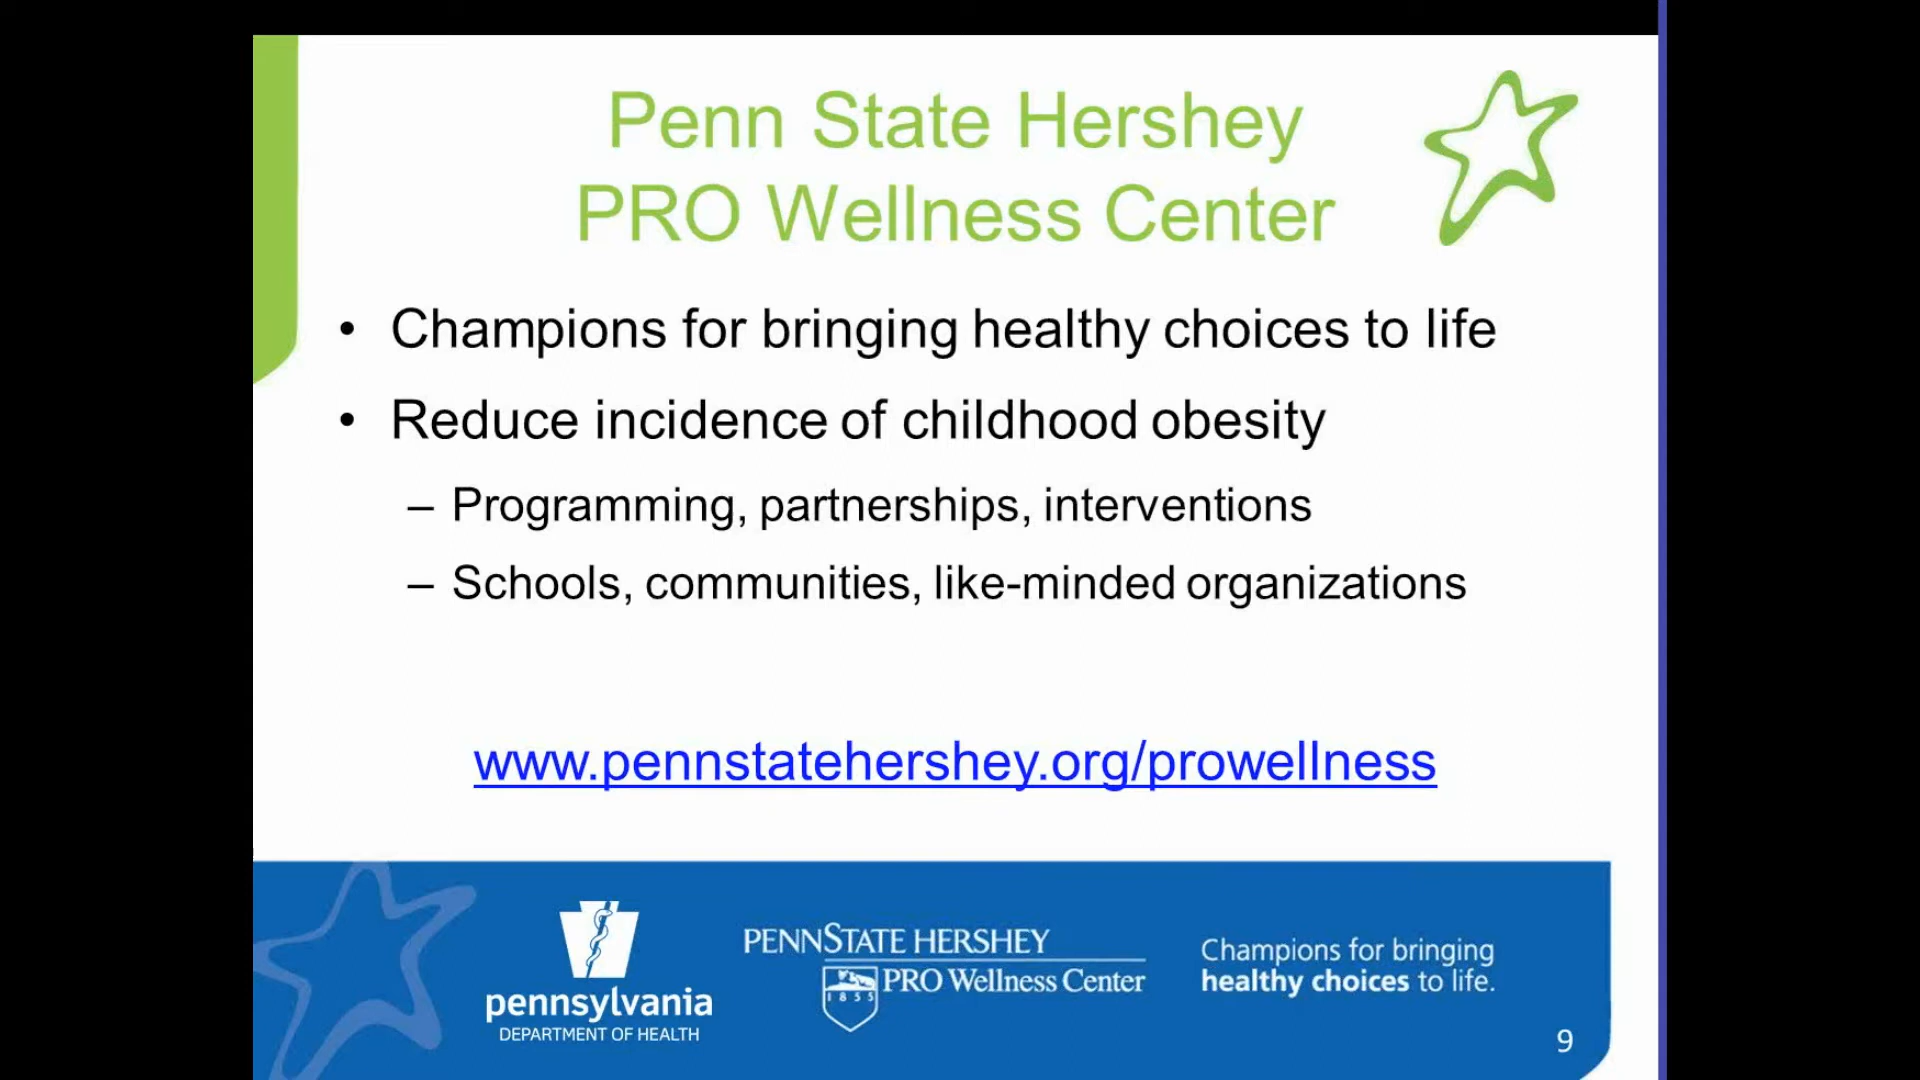 Penn State Hershey
PRO Wellness Center
• Champions for bringing healthy choices to life
• Reduce incidence of childhood obesity
– Programming, partnerships, interventions
– Schools, communities, like-minded organizations
www.pennstatehershey.org/prowellness
pennsylvania
DEPARTMENT OF HEALTH
PENNSTATE HERSHEY
PRO Wellness Center
1855
Champions for bringing
healthy choices to life.
9